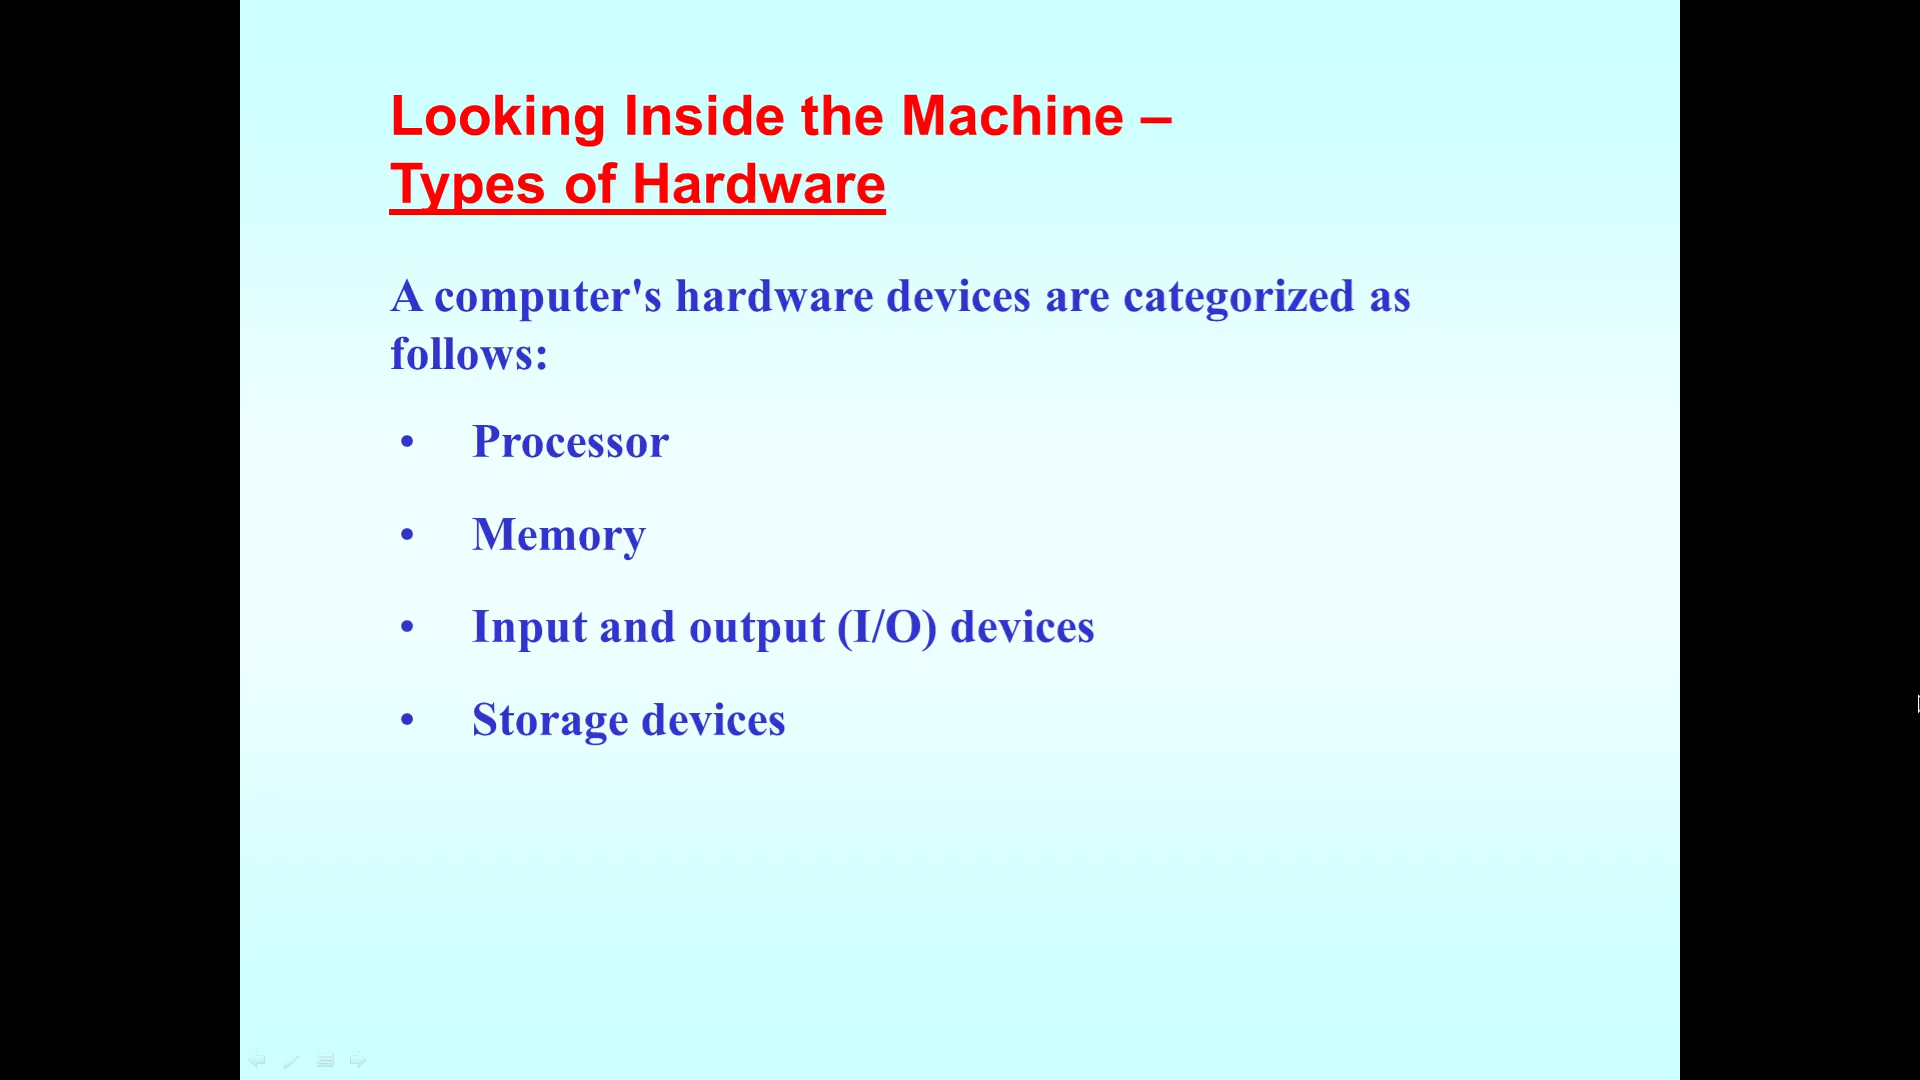 Looking Inside the Machine –
Types of Hardware
A computer's hardware devices are categorized as
follows:
• Processor
• Memory
• Input and output (I/O) devices
• Storage devices